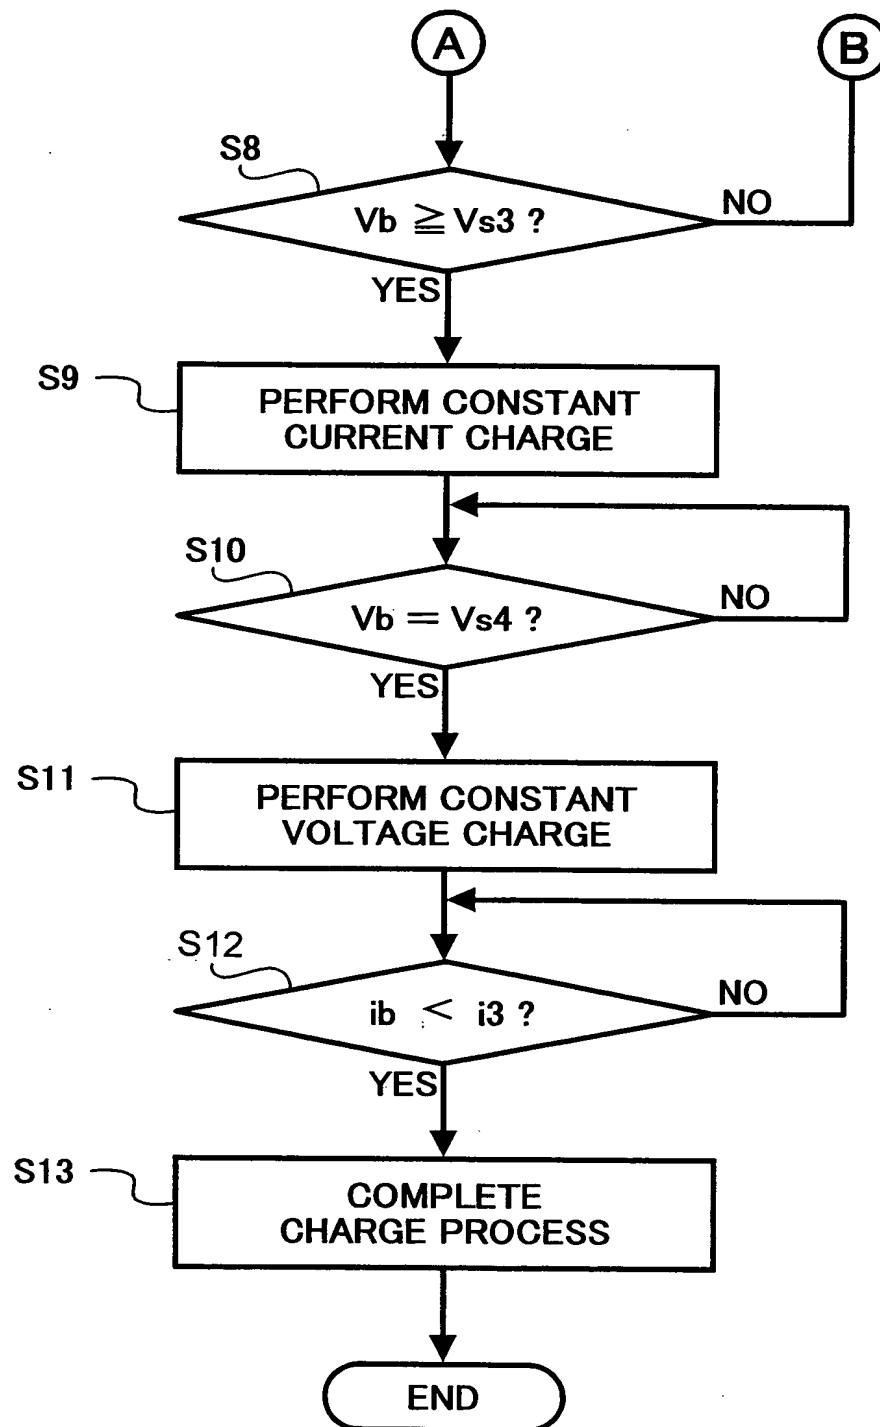 A
B
S8
Vb ≧ Vs3 ?
NO
YES
S9
PERFORM CONSTANT
CURRENT CHARGE
S10
Vb = Vs4 ?
NO
YES
S11
PERFORM CONSTANT
VOLTAGE CHARGE
S12
ib < i3 ?
NO
YES
S13
COMPLETE
CHARGE PROCESS
END